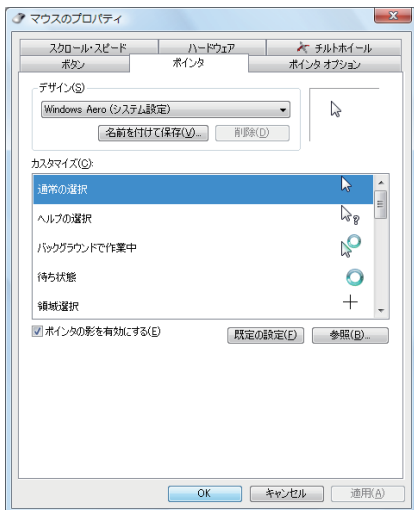 マウスのプロパティ
スクロール・スピード ハードウェア チルトホイール
ボタン ポインタ ポインタ オプション
デザイン(S)
Windows Aero (システム設定)
名前を付けて保存(V)... 削除(D)
カスタマイズ(C):
通常の選択
ヘルプの選択
バックグラウンドで作業中
待ち状態
領域選択
ポインタの影を有効にする(E) 既定の設定(F) 参照(B)...
OK キャンセル 適用(A)